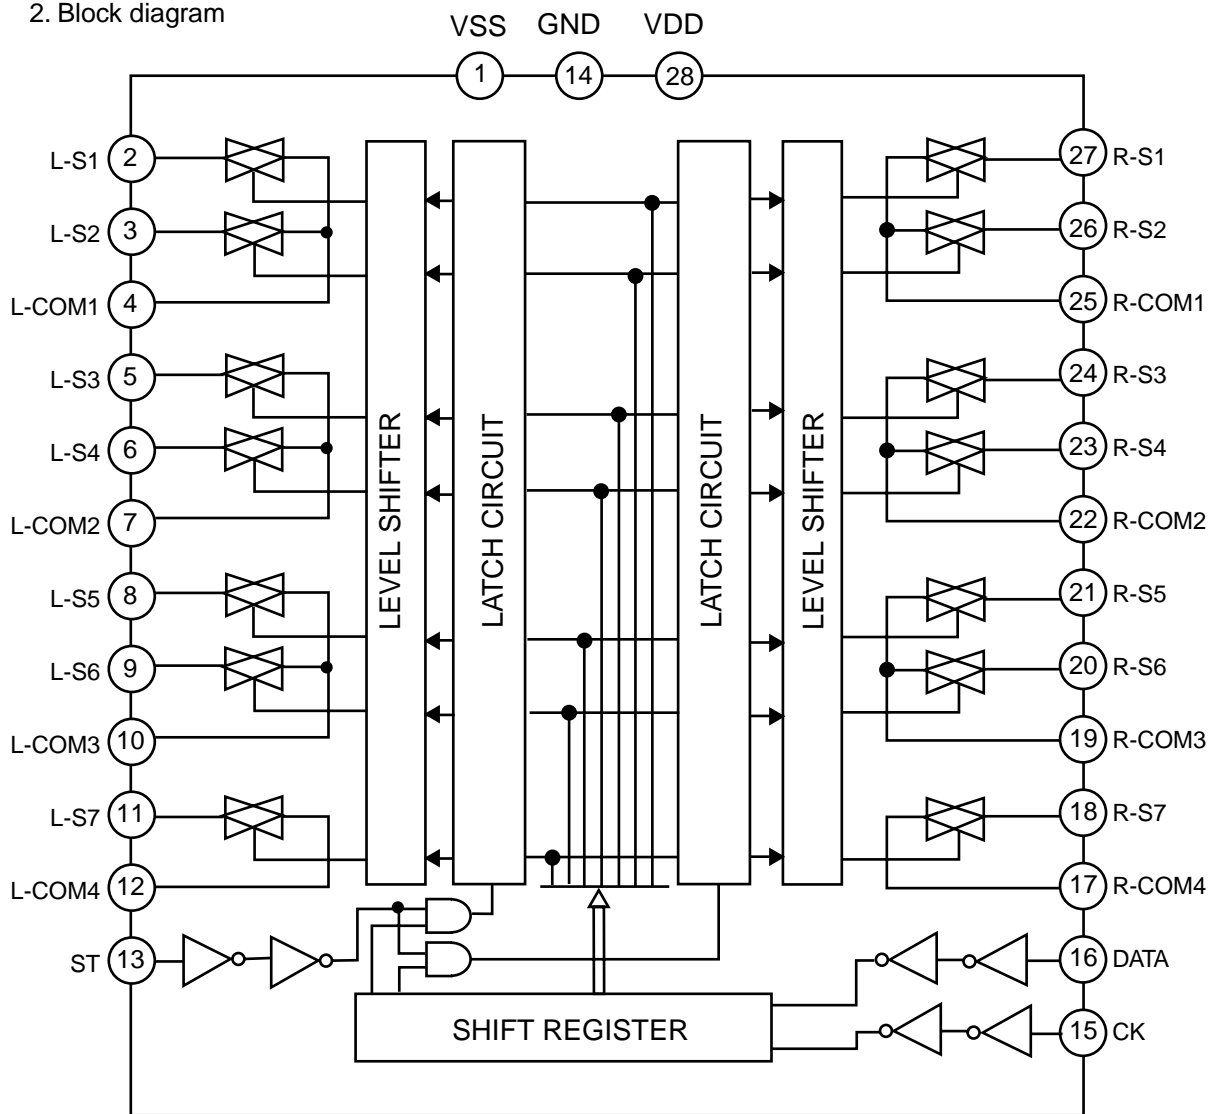 2. Block diagram
VSS GND VDD
1 14 28
L-S1 2
L-S2 3
L-COM1 4
L-S3 5
L-S4 6
L-COM2 7
L-S5 8
L-S6 9
L-COM3 10
L-S7 11
L-COM4 12
ST 13
LEVEL SHIFTER
LATCH CIRCUIT
LATCH CIRCUIT
LEVEL SHIFTER
SHIFT REGISTER
27 R-S1
26 R-S2
25 R-COM1
24 R-S3
23 R-S4
22 R-COM2
21 R-S5
20 R-S6
19 R-COM3
18 R-S7
17 R-COM4
16 DATA
15 CK